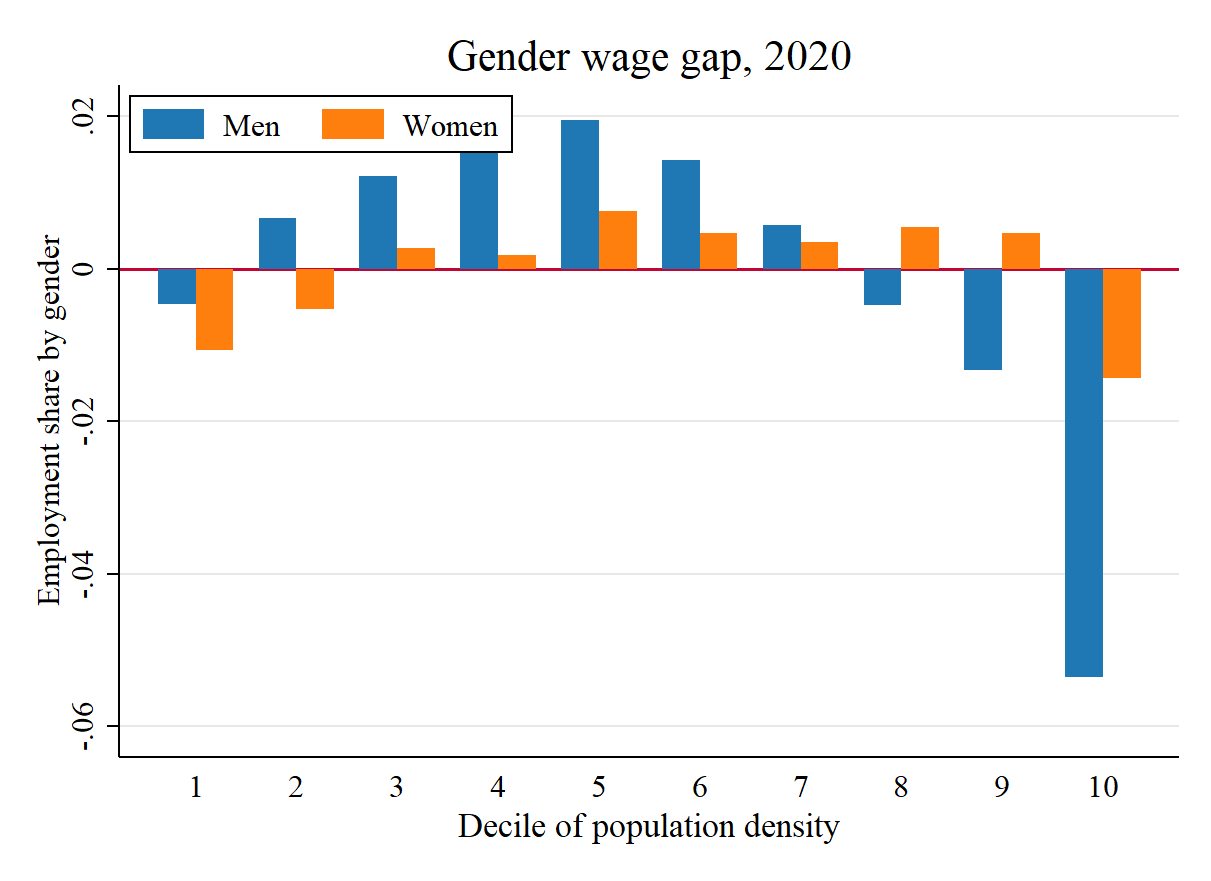 Gender wage gap, 2020
Men
Women
Employment share by gender
.02
0
-.02
-.04
-.06
1 2 3 4 5 6 7 8 9 10
Decile of population density